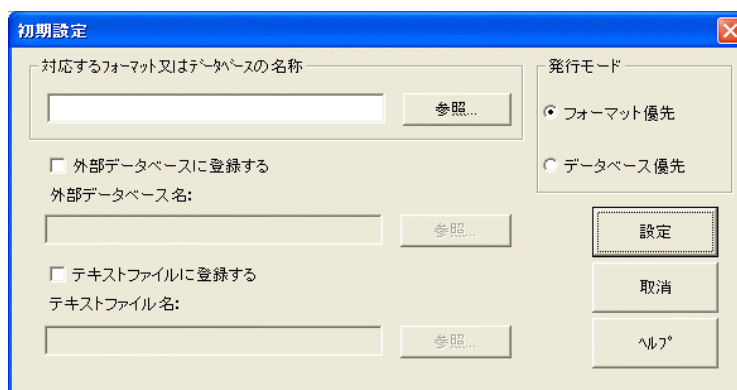 初期設定
対応するﾌｫｰﾏｯﾄ又はﾃﾞｰﾀﾍﾞｰｽの名称
参照...
外部データベースに登録する
外部データベース名:
参照...
テキストファイルに登録する
テキストファイル名:
参照...
発行モード
フォーマット優先
データベース優先
設定
取消
ﾍﾙﾌﾟ